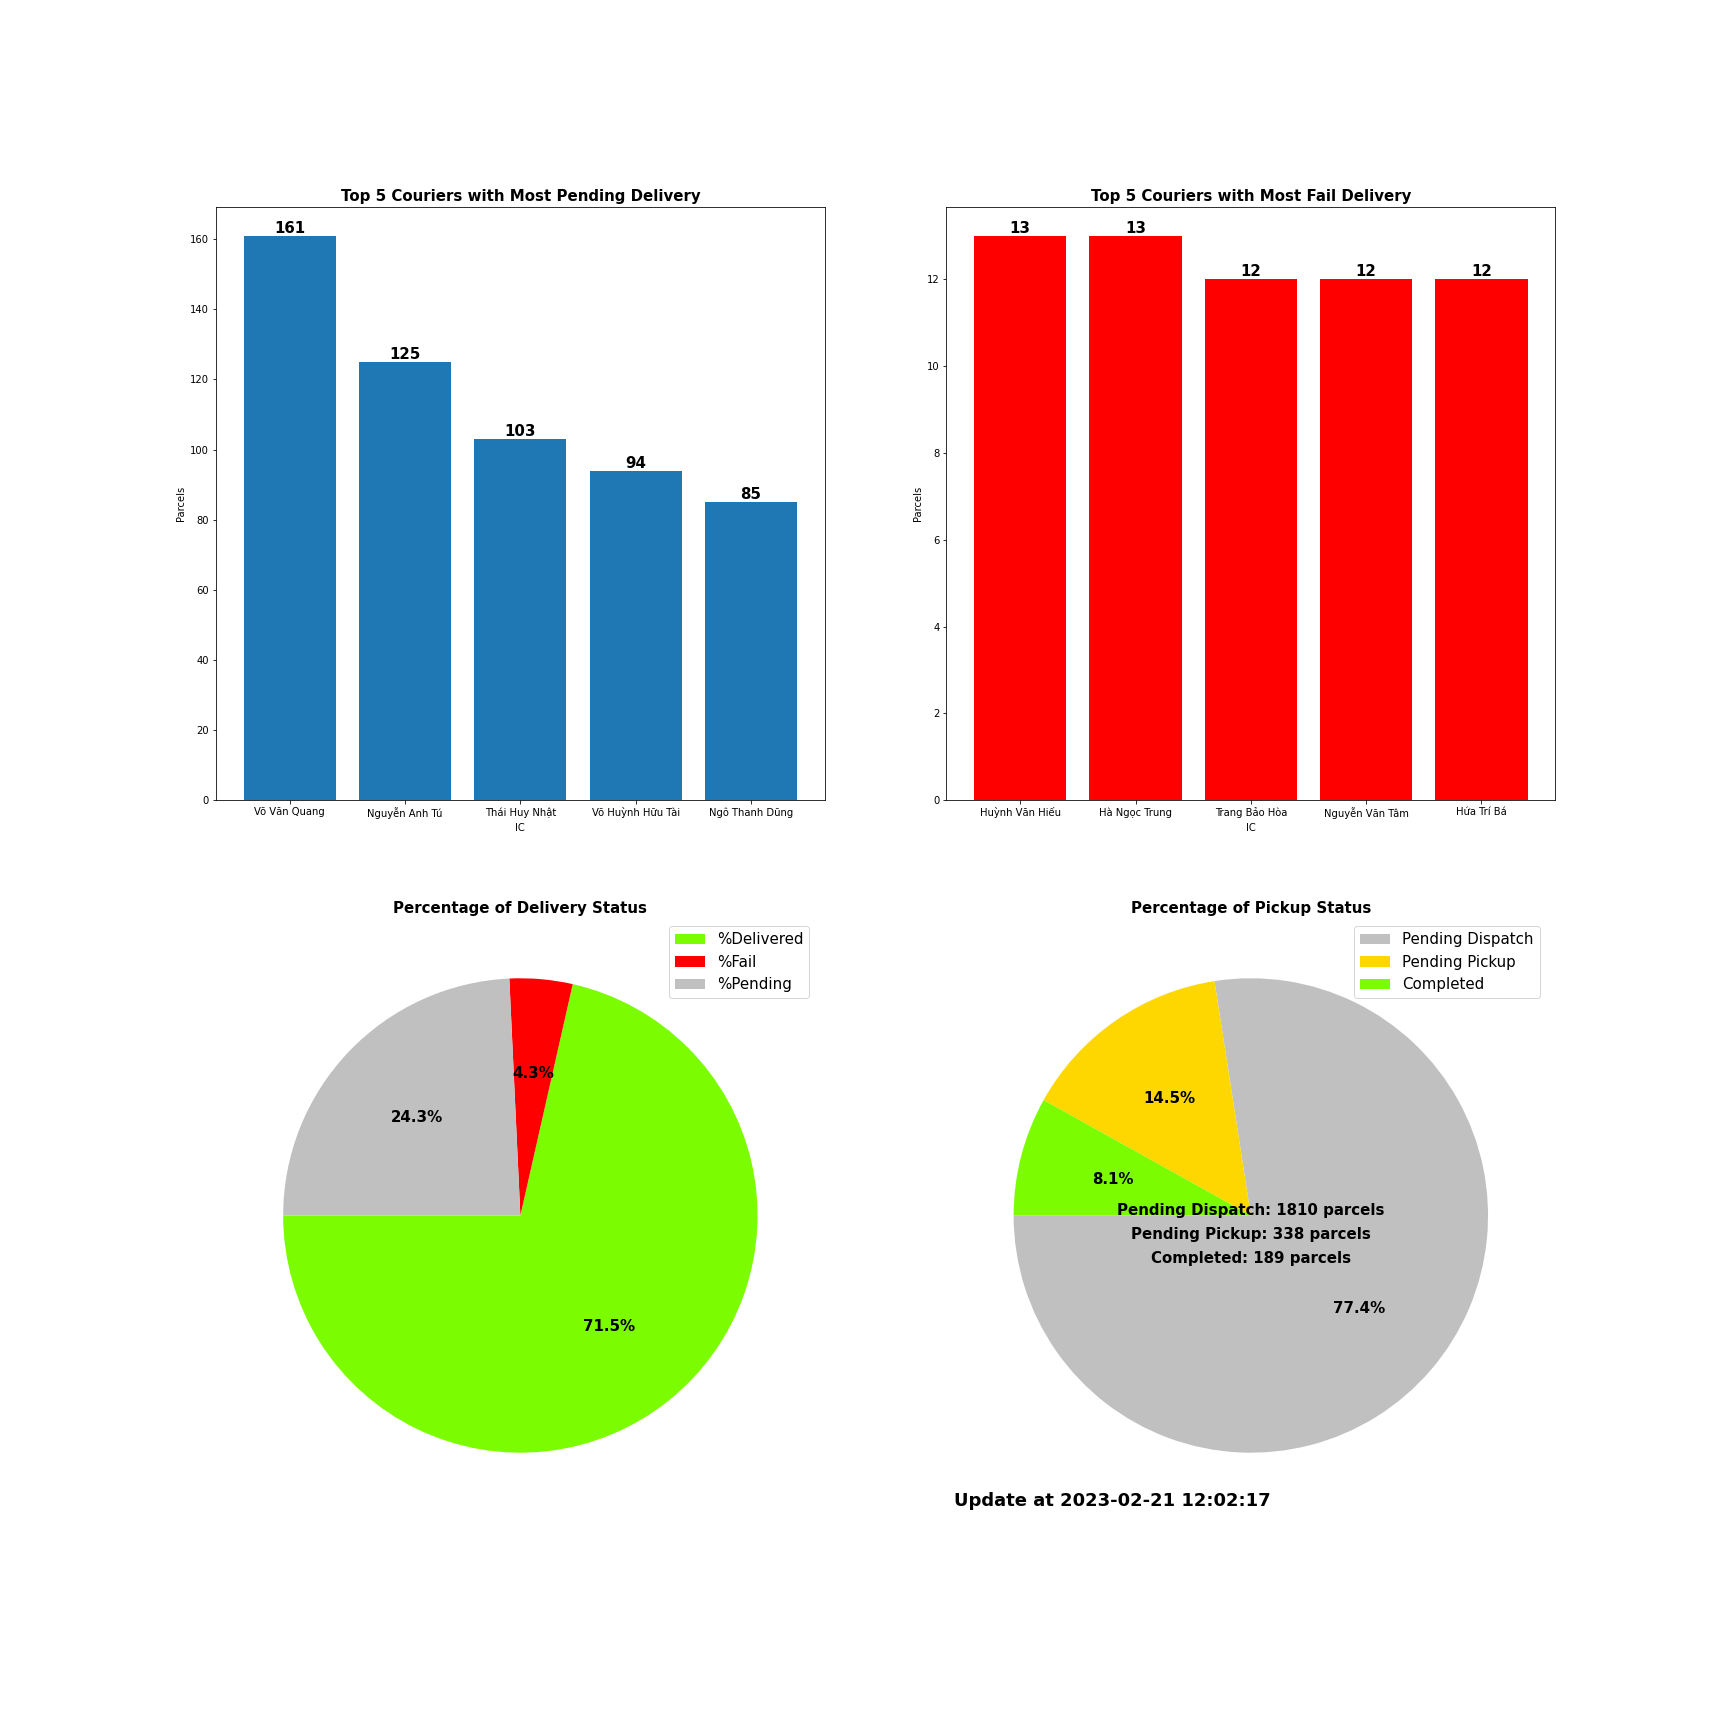 Top 5 Couriers with Most Pending Delivery
161
125
103
94
85
160
140
120
100
80
60
40
20
0
Parcels
Võ Văn Quang
Nguyễn Anh Tú
Thái Huy Nhật
Võ Huỳnh Hữu Tài
Ngô Thanh Dũng
IC
Top 5 Couriers with Most Fail Delivery
13
13
12
12
12
12
10
8
6
4
2
0
Parcels
Huỳnh Văn Hiếu
Hà Ngọc Trung
Trang Bảo Hòa
Nguyễn Văn Tâm
Hứa Trí Bá
IC
Percentage of Delivery Status
%Delivered
%Fail
%Pending
4.3%
24.3%
71.5%
Percentage of Pickup Status
Pending Dispatch
Pending Pickup
Completed
14.5%
8.1%
Pending Dispatch: 1810 parcels
Pending Pickup: 338 parcels
Completed: 189 parcels
77.4%
Update at 2023-02-21 12:02:17